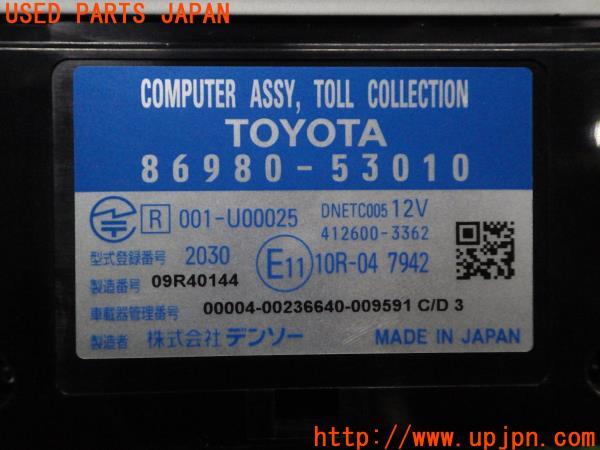 USED PARTS JAPAN
COMPUTER ASSY, TOLL COLLECTION
TOYOTA
86980-53010
R 001-U00025 DNETC005 12V
412600-3362
型式登録番号 2030 E11 10R-04 7942
製造番号 09R40144
車載器管理番号 00004-00236640-009591 C/D 3
製造者 株式会社デンソー MADE IN JAPAN
http://www.upjpn.com